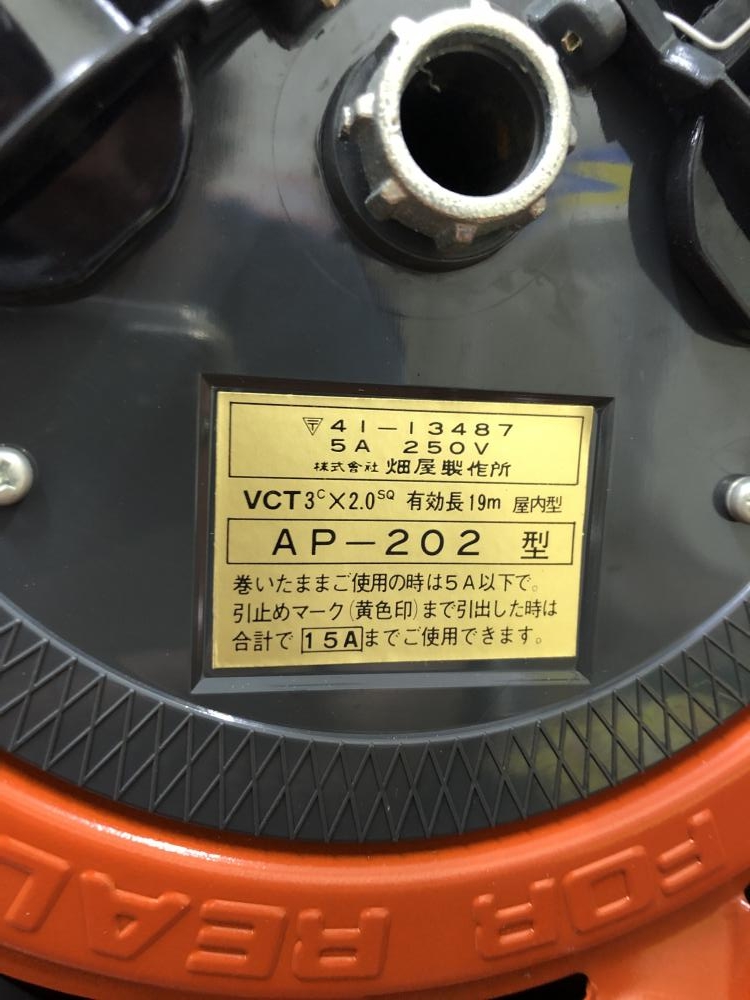 〒41-13487
5A 250V
株式會社 畑屋製作所
VCT3C×2.0SQ 有効長19m 屋内型
AP-202 型
巻いたままご使用の時は5A以下で。
引止めマーク(黄色印)まで引出した時は
合計で 15A までご使用できます。
FOR REAL